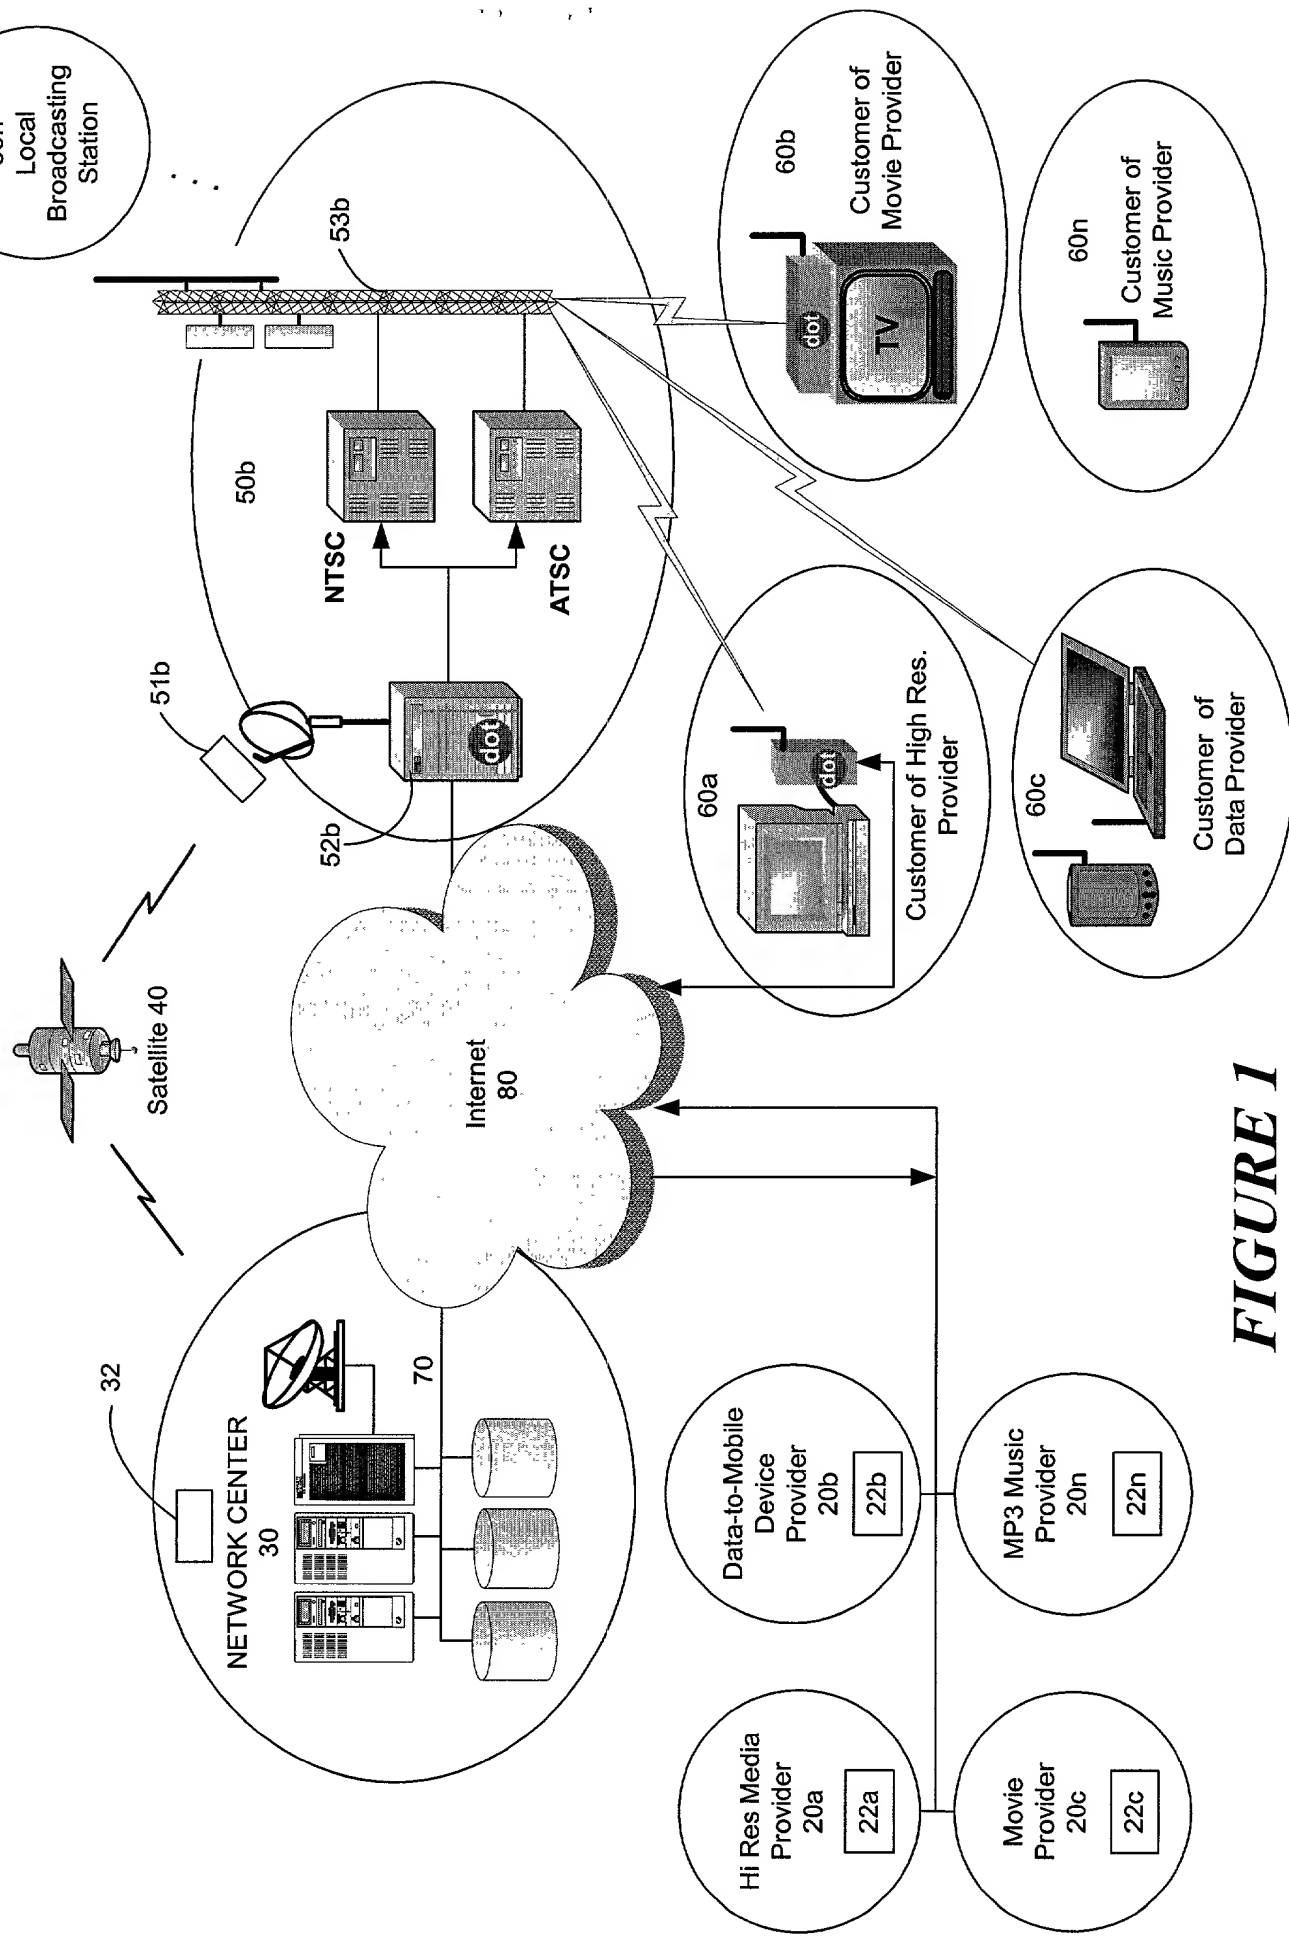 Local
Broadcasting
Station
32
NETWORK CENTER
30
70
Satellite 40
Internet
80
51b
52b
dot
50b
NTSC
ATSC
53b
Hi Res Media
Provider
20a
22a
Data-to-Mobile
Device
Provider
20b
22b
Movie
Provider
20c
22c
MP3 Music
Provider
20n
22n
60a
dot
Customer of High Res.
Provider
60b
dot
TV
Customer of
Movie Provider
60c
Customer of
Data Provider
60n
Customer of
Music Provider
FIGURE 1